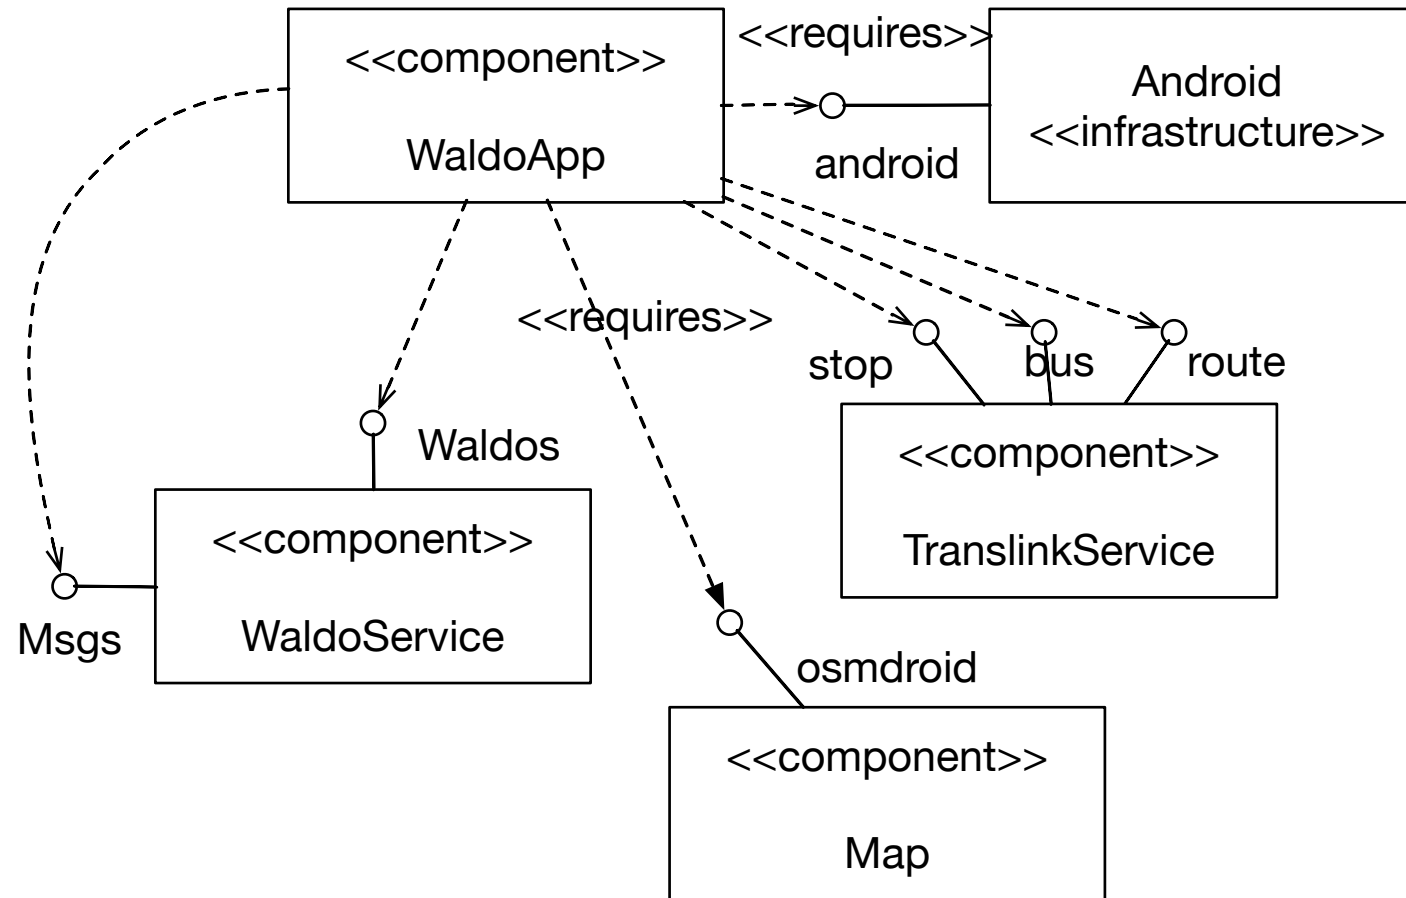 <<component>>
WaldoApp
<<requires>>
Android
<<infrastructure>>
android
<<requires>>
stop
bus
route
Waldos
<<component>>
TranslinkService
<<component>>
WaldoService
Msgs
osmdroid
<<component>>
Map